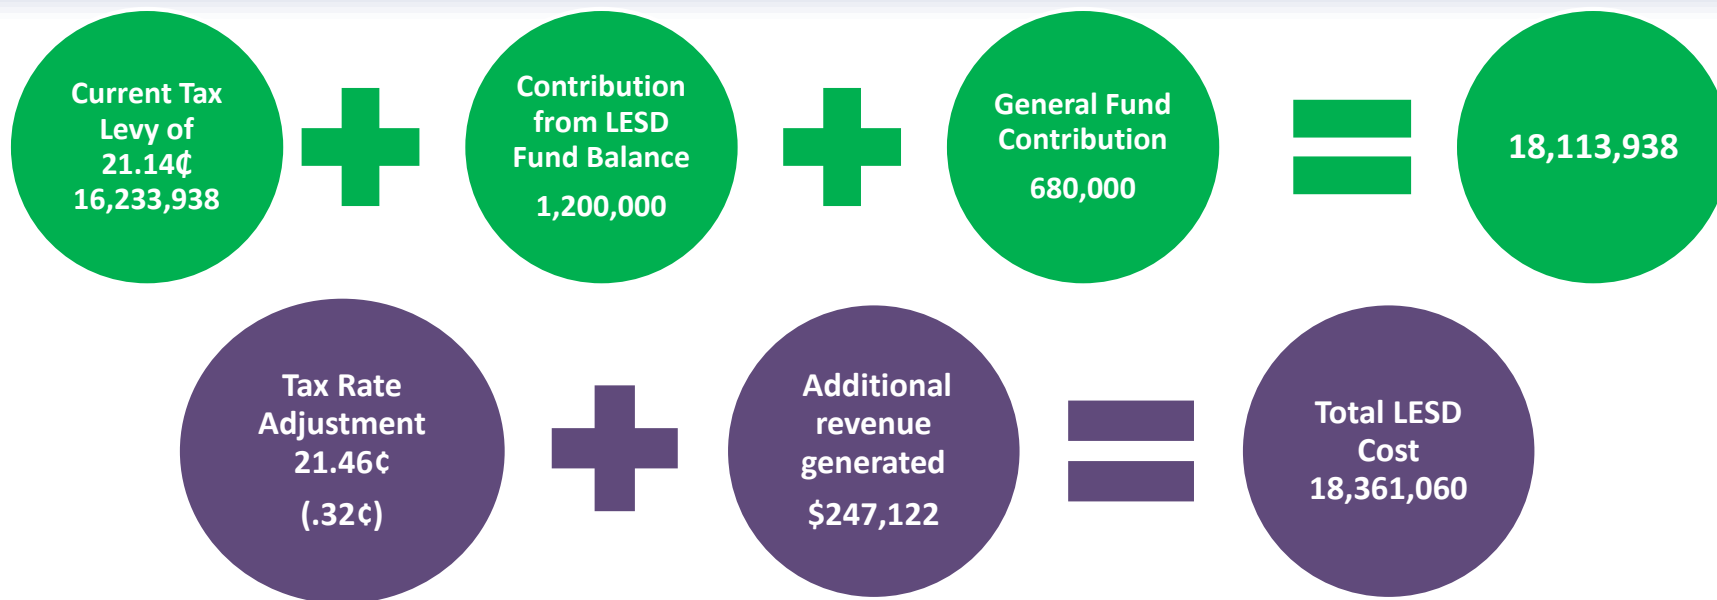 Current Tax
Levy of
21.14¢
16,233,938
Contribution
from LESD
Fund Balance
1,200,000
General Fund
Contribution
680,000
18,113,938
Tax Rate
Adjustment
21.46¢
(.32¢)
Additional
revenue
generated
$247,122
Total LESD
Cost
18,361,060